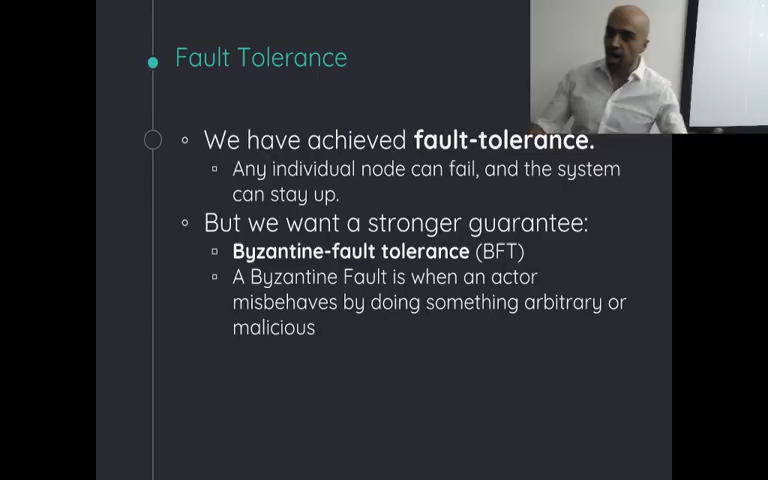 Fault Tolerance
We have achieved fault-tolerance.
Any individual node can fail, and the system
can stay up.
But we want a stronger guarantee:
Byzantine-fault tolerance (BFT)
A Byzantine Fault is when an actor
misbehaves by doing something arbitrary or
malicious